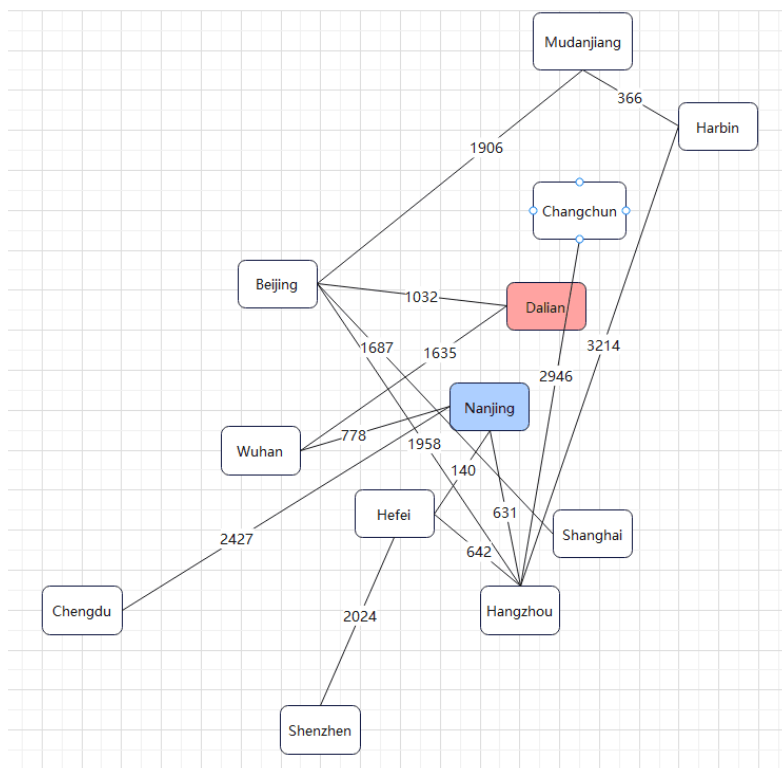 Mudanjiang
366
Harbin
1906
Changchun
Beijing
1032
Dalian
1687
1635
3214
2946
Nanjing
778
1958
Wuhan
140
Hefei
631
Shanghai
2427
642
Chengdu
Hangzhou
2024
Shenzhen